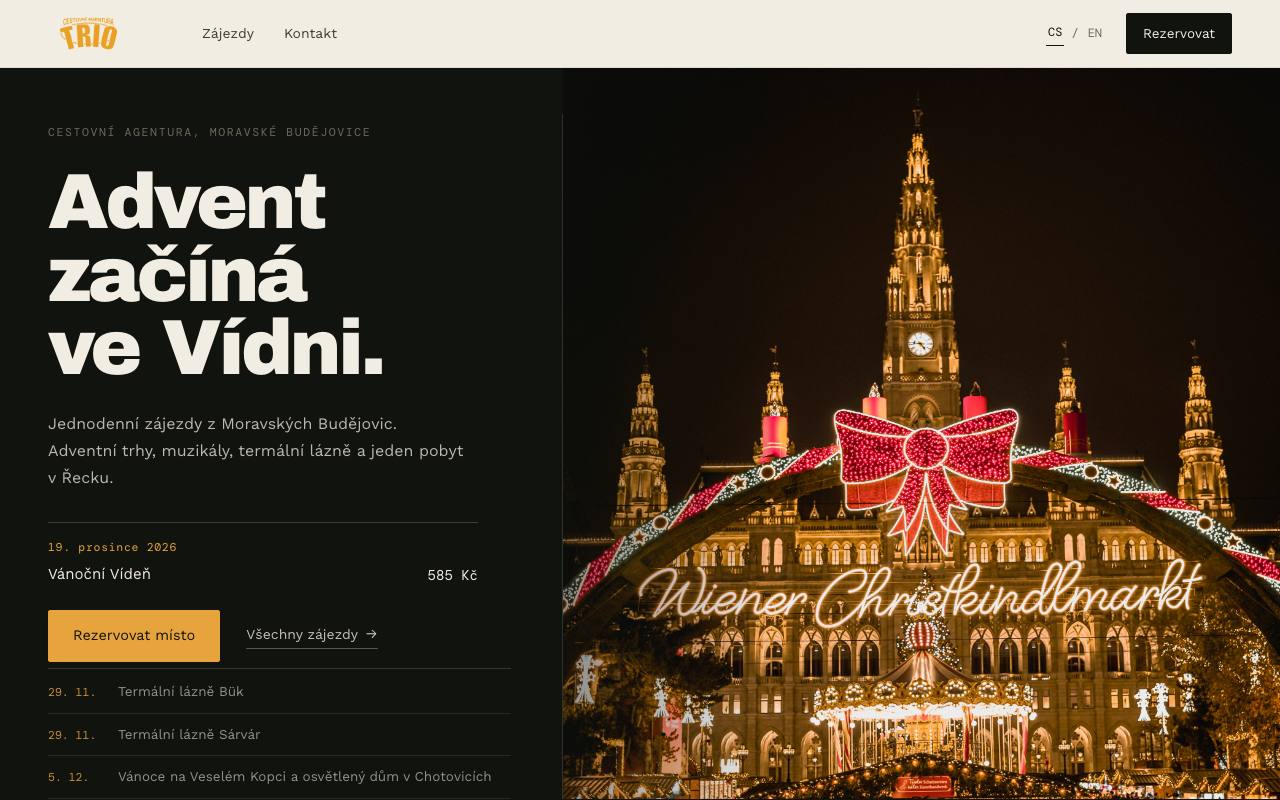 CESTOVNÍ AGENTURA
TRIO
Zájezdy
Kontakt
CS / EN
Rezervovat
CESTOVNÍ AGENTURA, MORAVSKÉ BUDĚJOVICE
Advent
začíná
ve Vídni.
Jednodenní zájezdy z Moravských Budějovic.
Adventní trhy, muzikály, termální lázně a jeden pobyt
v Řecku.
19. prosince 2026
Vánoční Vídeň 585 Kč
Rezervovat místo
Všechny zájezdy →
29. 11. Termální lázně Bük
29. 11. Termální lázně Sárvár
5. 12. Vánoce na Veselém Kopci a osvětlený dům v Chotovicích
Wiener Christkindlmarkt